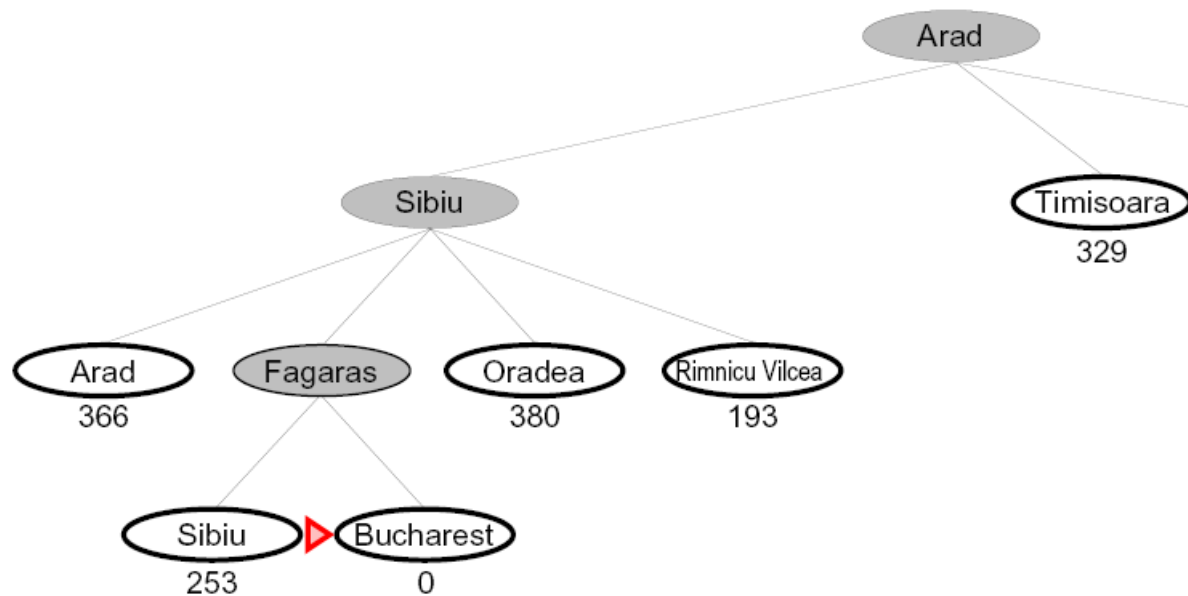 Arad
Sibiu
Timisoara
329
Arad
Fagaras
Oradea
Rimnicu Vilcea
366
380
193
Sibiu
Bucharest
253
0